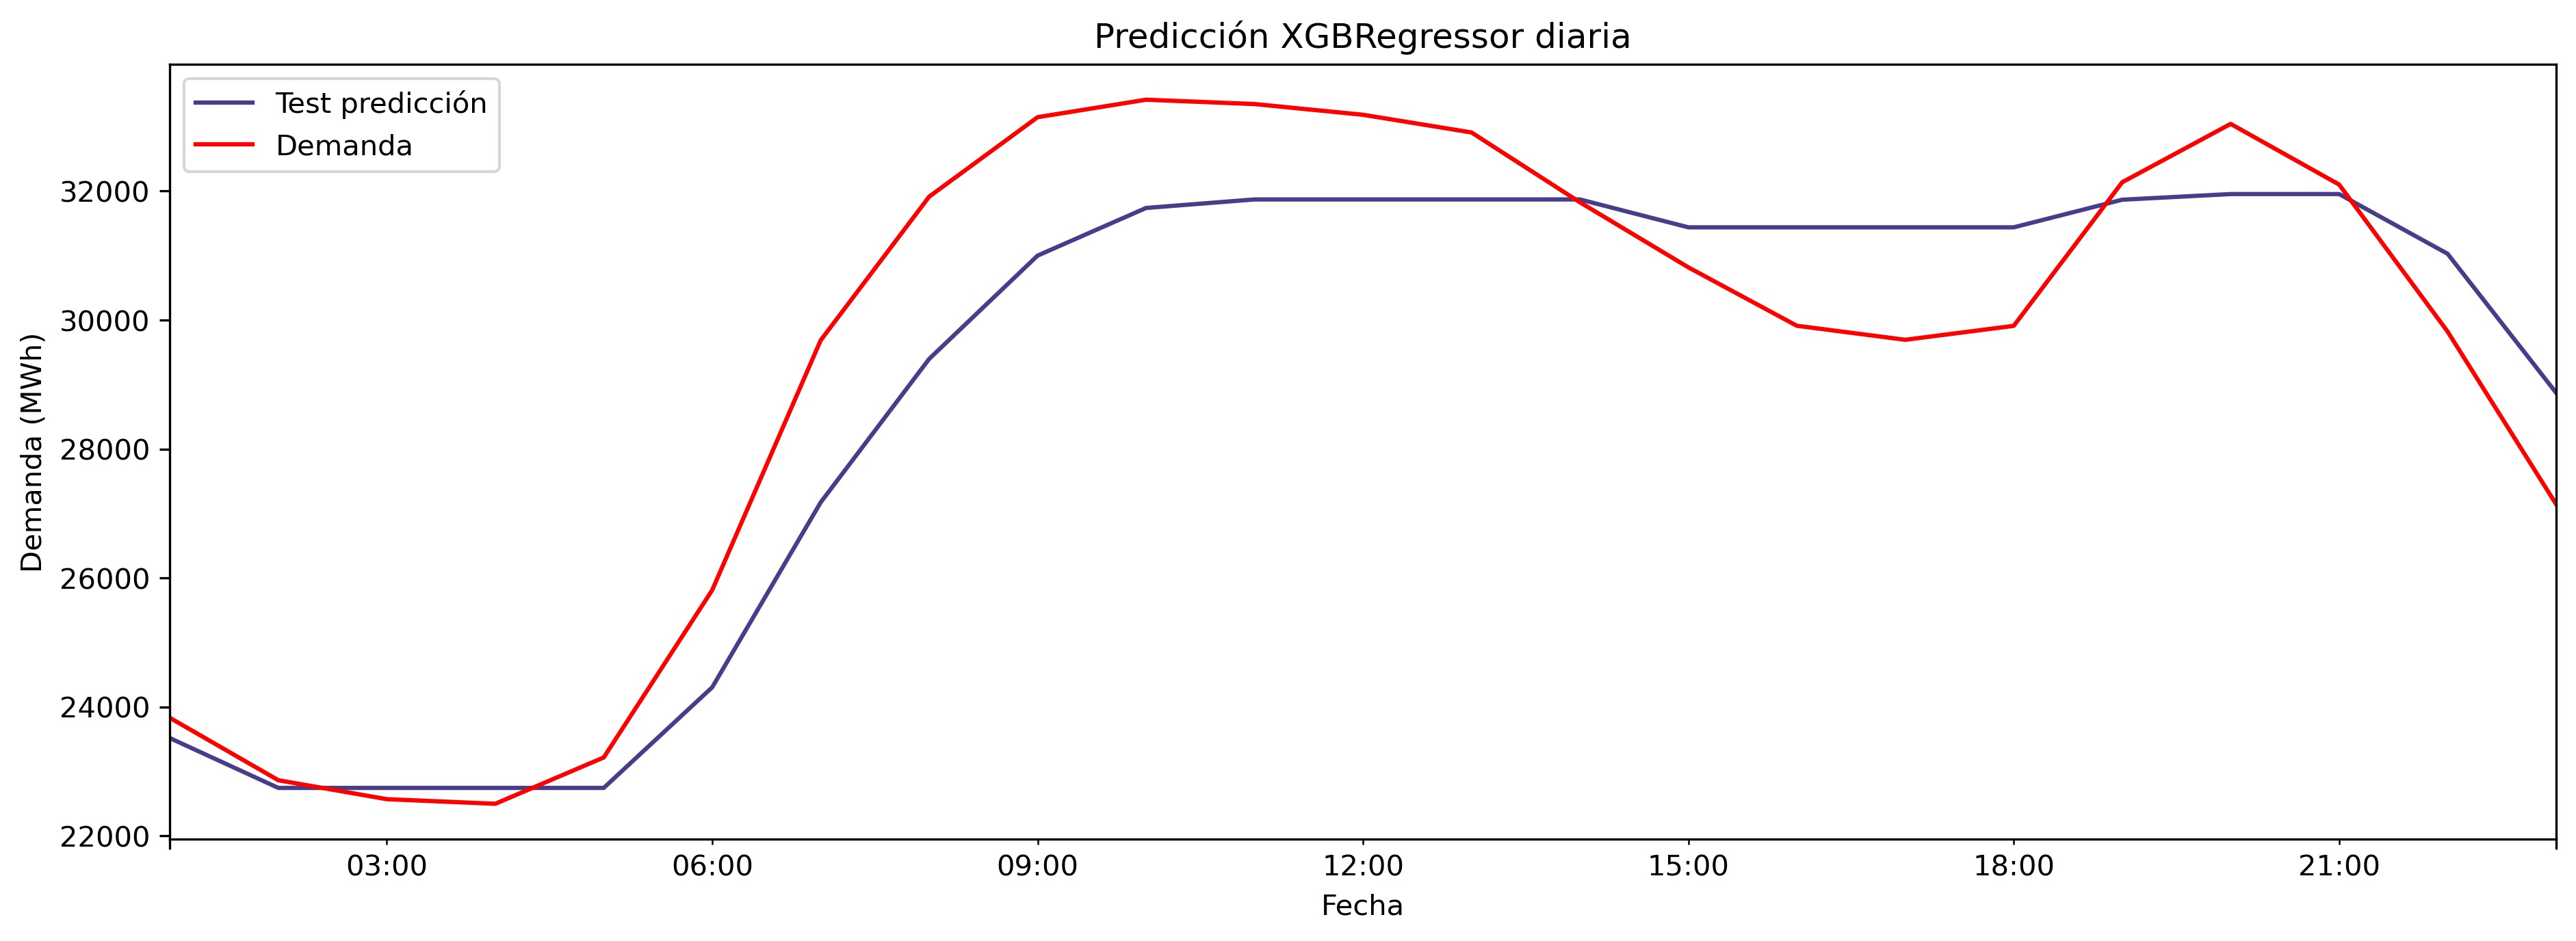 Predicción XGBRegressor diaria
Test predicción
Demanda
32000
30000
28000
26000
24000
22000
Demanda (MWh)
03:00 06:00 09:00 12:00 15:00 18:00 21:00
Fecha